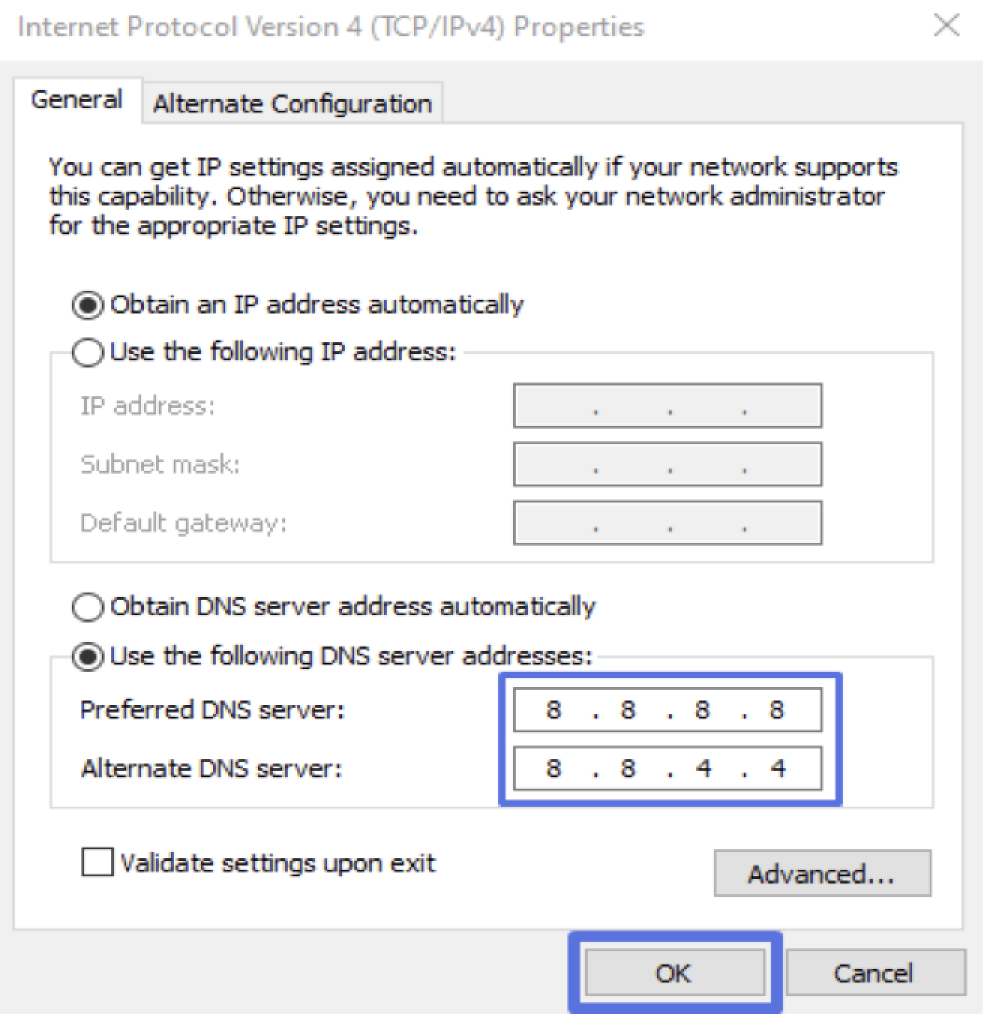 Internet Protocol Version 4 (TCP/IPv4) Properties
General
Alternate Configuration
You can get IP settings assigned automatically if your network supports
this capability. Otherwise, you need to ask your network administrator
for the appropriate IP settings.
Obtain an IP address automatically
Use the following IP address:
IP address:
. . .
Subnet mask:
. . .
Default gateway:
. . .
Obtain DNS server address automatically
Use the following DNS server addresses:
Preferred DNS server:
8 . 8 . 8 . 8
Alternate DNS server:
8 . 8 . 4 . 4
Validate settings upon exit
Advanced...
OK
Cancel